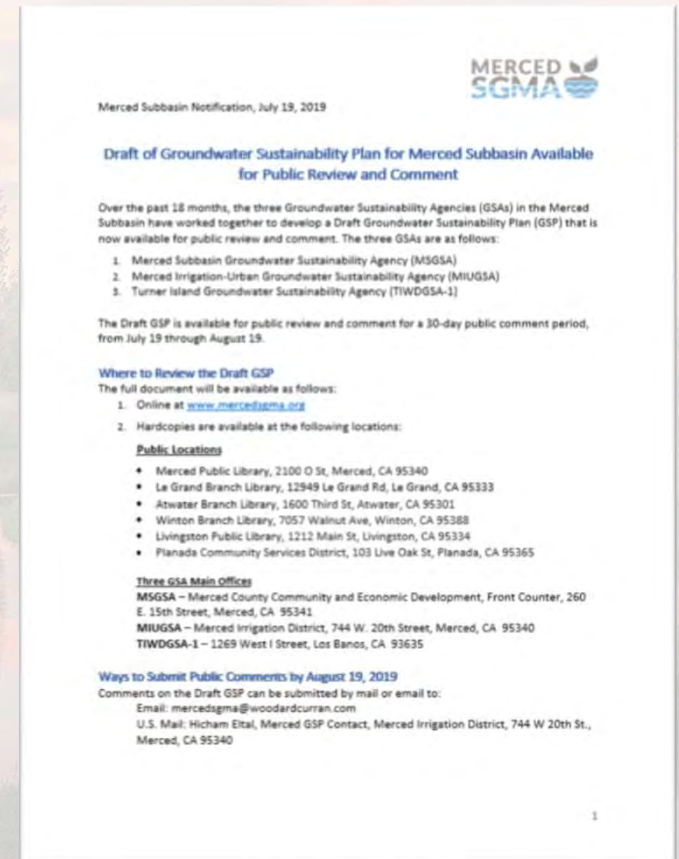 MERCED
SGMA
Merced Subbasin Notification, July 19, 2019
Draft of Groundwater Sustainability Plan for Merced Subbasin Available
for Public Review and Comment
Over the past 18 months, the three Groundwater Sustainability Agencies (GSAs) in the Merced
Subbasin have worked together to develop a Draft Groundwater Sustainability Plan (GSP) that is
now available for public review and comment. The three GSAs are as follows:
1. Merced Subbasin Groundwater Sustainability Agency (MSGSA)
2. Merced Irrigation-Urban Groundwater Sustainability Agency (MIUGSA)
3. Turner Island Groundwater Sustainability Agency (TIWDGSA-1)
The Draft GSP is available for public review and comment for a 30-day public comment period,
from July 19 through August 19.
Where to Review the Draft GSP
The full document will be available as follows:
1. Online at www.mercedsgma.org
2. Hardcopies are available at the following locations:
Public Locations
• Merced Public Library, 2100 O St, Merced, CA 95340
• Le Grand Branch Library, 12949 Le Grand Rd, Le Grand, CA 95333
• Atwater Branch Library, 1600 Third St, Atwater, CA 95301
• Winton Branch Library, 7057 Walnut Ave, Winton, CA 95388
• Livingston Public Library, 1212 Main St, Livingston, CA 95334
• Planada Community Services District, 103 Live Oak St, Planada, CA 95365
Three GSA Main Offices
MSGSA – Merced County Community and Economic Development, Front Counter, 260
E. 15th Street, Merced, CA 95341
MIUGSA – Merced Irrigation District, 744 W. 20th Street, Merced, CA 95340
TIWDGSA-1 – 1269 West I Street, Los Banos, CA 93635
Ways to Submit Public Comments by August 19, 2019
Comments on the Draft GSP can be submitted by mail or email to:
Email: mercedsgma@woodardcurran.com
U.S. Mail: Hicham Eltal, Merced GSP Contact, Merced Irrigation District, 744 W 20th St.,
Merced, CA 95340
1